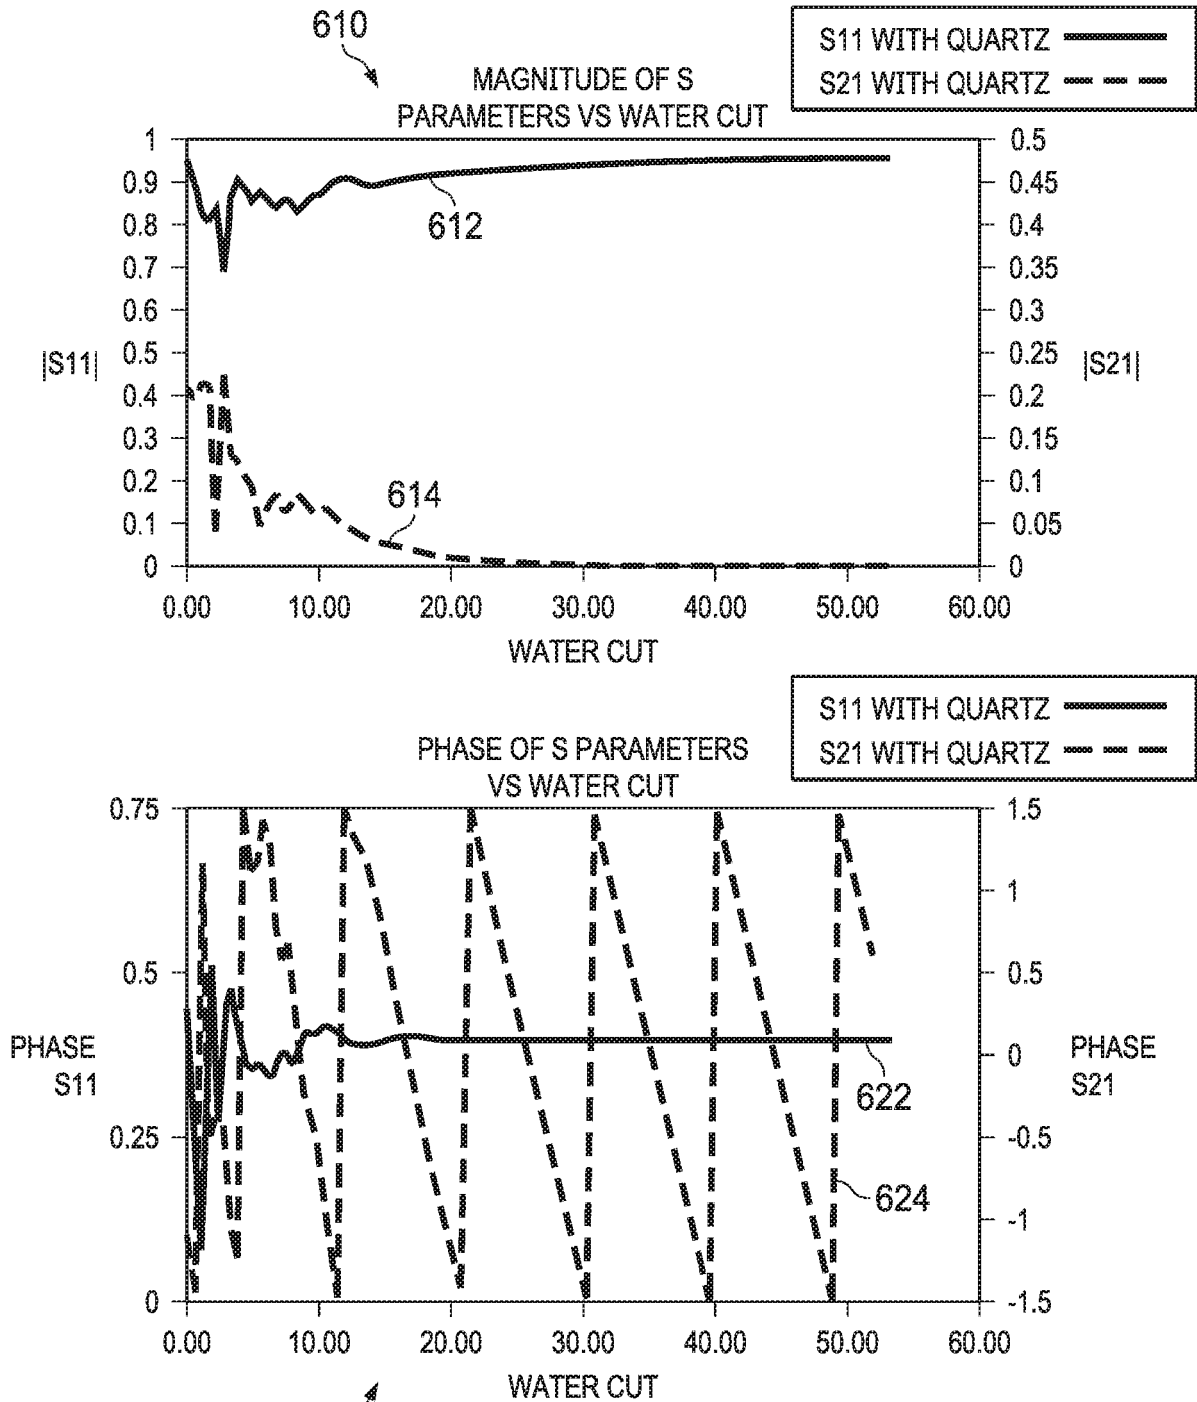 610
S11 WITH QUARTZ
S21 WITH QUARTZ
MAGNITUDE OF S
PARAMETERS VS WATER CUT
1
0.9
0.8
0.7
0.6
0.5
0.4
0.3
0.2
0.1
0
|S11|
0.5
0.45
0.4
0.35
0.3
0.25
0.2
0.15
0.1
0.05
0
|S21|
612
614
0.00 10.00 20.00 30.00 40.00 50.00 60.00
WATER CUT
S11 WITH QUARTZ
S21 WITH QUARTZ
PHASE OF S PARAMETERS
VS WATER CUT
0.75
0.5
0.25
0
PHASE
S11
1.5
1
0.5
0
-0.5
-1
-1.5
PHASE
S21
622
624
0.00 10.00 20.00 30.00 40.00 50.00 60.00
WATER CUT